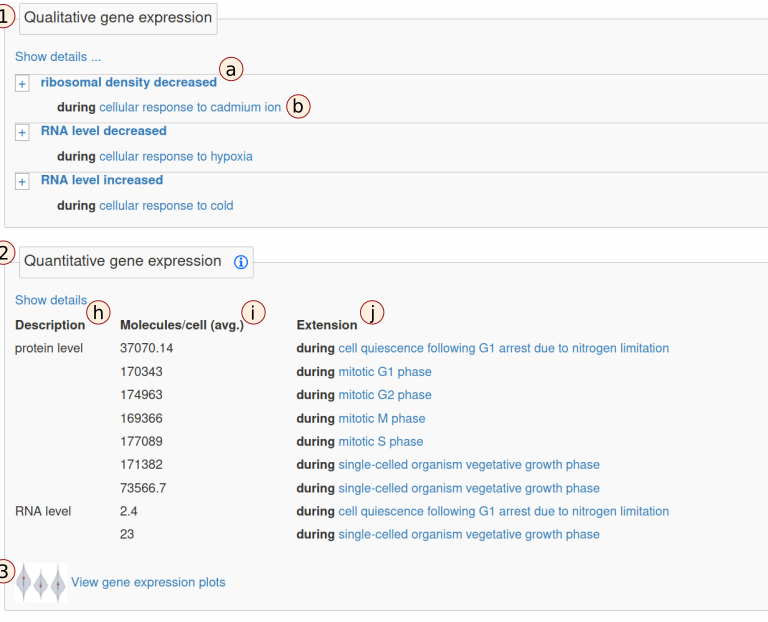 1 Qualitative gene expression
Show details ...
a
+ ribosomal density decreased
during cellular response to cadmium ion b
+ RNA level decreased
during cellular response to hypoxia
+ RNA level increased
during cellular response to cold
2 Quantitative gene expression i
Show details
h i j
Description Molecules/cell (avg.) Extension
protein level 37070.14 during cell quiescence following G1 arrest due to nitrogen limitation
170343 during mitotic G1 phase
174963 during mitotic G2 phase
169366 during mitotic M phase
177089 during mitotic S phase
171382 during single-celled organism vegetative growth phase
73566.7 during single-celled organism vegetative growth phase
RNA level 2.4 during cell quiescence following G1 arrest due to nitrogen limitation
23 during single-celled organism vegetative growth phase
3 View gene expression plots